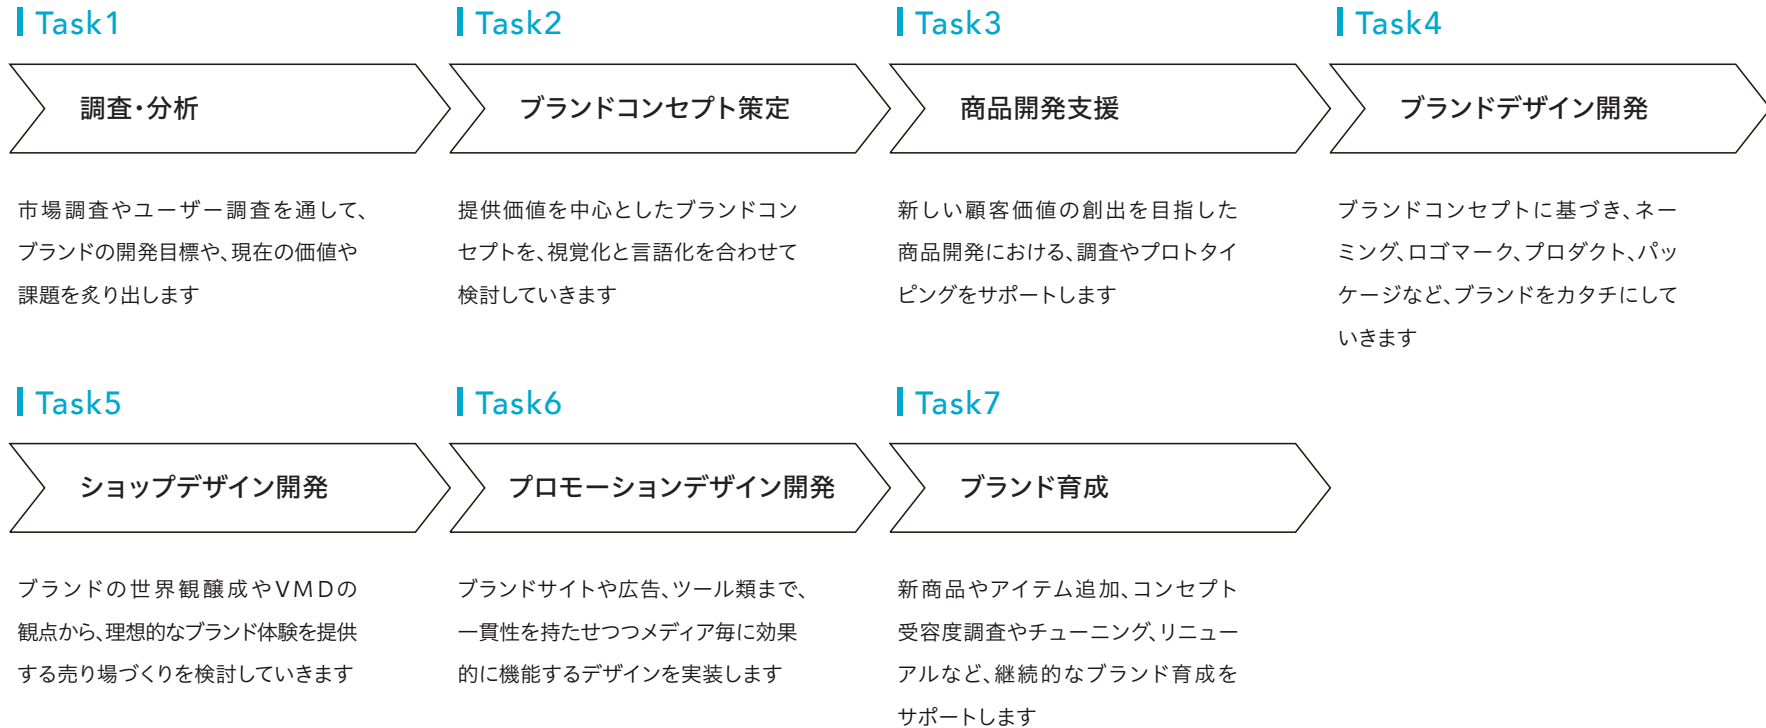 Task1
調査・分析
市場調査やユーザー調査を通して、
ブランドの開発目標や、現在の価値や
課題を炙り出します
Task2
ブランドコンセプト策定
提供価値を中心としたブランドコン
セプトを、視覚化と言語化を合わせて
検討していきます
Task3
商品開発支援
新しい顧客価値の創出を目指した
商品開発における、調査やプロトタイ
ピングをサポートします
Task4
ブランドデザイン開発
ブランドコンセプトに基づき、ネー
ミング、ロゴマーク、プロダクト、パッ
ケージなど、ブランドをカタチにして
いきます
Task5
ショップデザイン開発
ブランドの世界観醸成やVMDの
観点から、理想的なブランド体験を提供
する売り場づくりを検討していきます
Task6
プロモーションデザイン開発
ブランドサイトや広告、ツール類まで、
一貫性を持たせつつメディア毎に効果
的に機能するデザインを実装します
Task7
ブランド育成
新商品やアイテム追加、コンセプト
受容度調査やチューニング、リニュー
アルなど、継続的なブランド育成を
サポートします